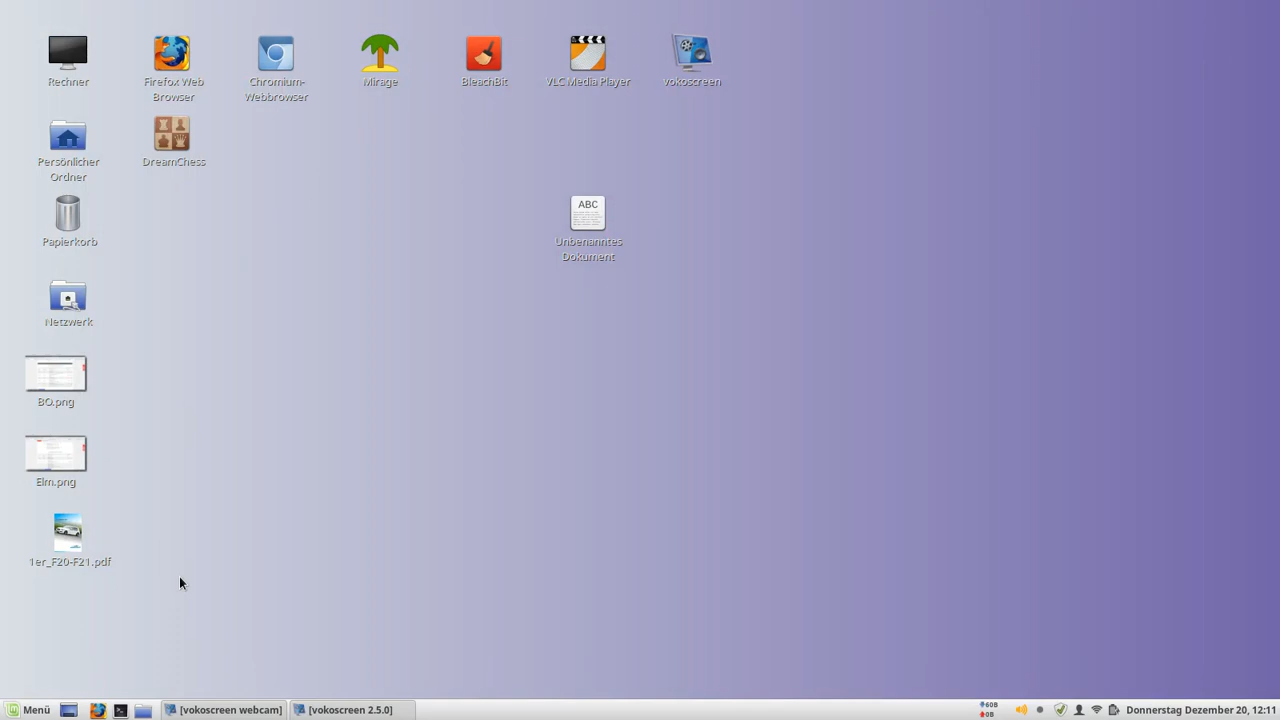 Rechner
Firefox Web
Browser
Chromium-
Webbrowser
Mirage
BleachBit
VLC Media Player
vokoscreen
Persönlicher
Ordner
DreamChess
Papierkorb
ABC
Unbenanntes
Dokument
Netzwerk
BO.png
Elm.png
1er_F20-F21.pdf
Menü
[vokoscreen webcam]
[vokoscreen 2.5.0]
60B
0B
Donnerstag Dezember 20, 12:11